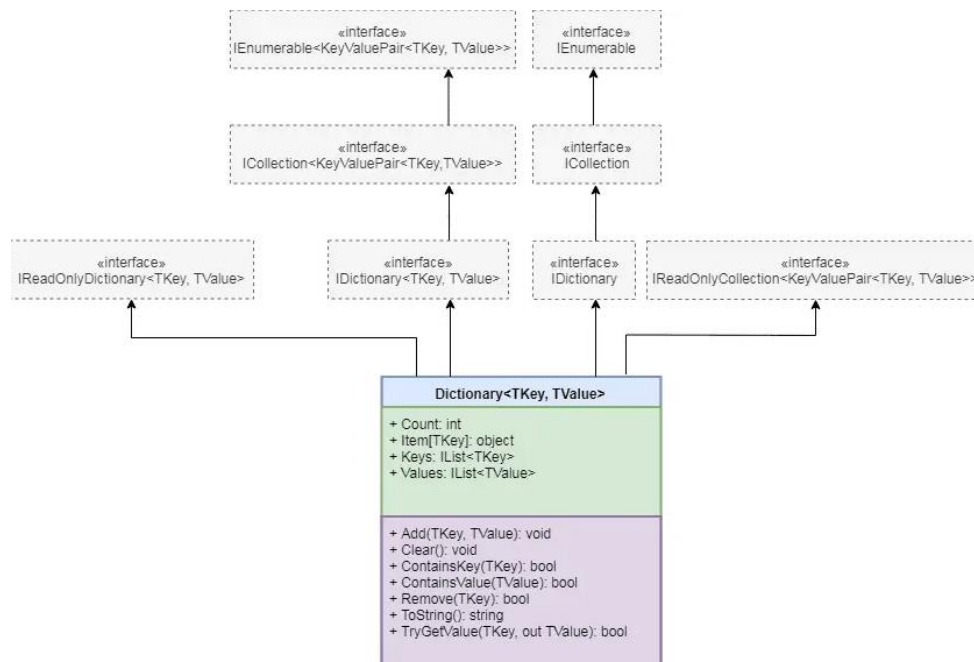 «interface»
IEnumerable<KeyValuePair<TKey, TValue>>
«interface»
IEnumerable
«interface»
ICollection<KeyValuePair<TKey,TValue>>
«interface»
ICollection
«interface»
IReadOnlyDictionary<TKey, TValue>
«interface»
IDictionary<TKey, TValue>
«interface»
IDictionary
«interface»
IReadOnlyCollection<KeyValuePair<TKey, TValue>>
Dictionary<TKey, TValue>
+ Count: int
+ Item[TKey]: object
+ Keys: IList<TKey>
+ Values: IList<TValue>
+ Add(TKey, TValue): void
+ Clear(): void
+ ContainsKey(TKey): bool
+ ContainsValue(TValue): bool
+ Remove(TKey): bool
+ ToString(): string
+ TryGetValue(TKey, out TValue): bool